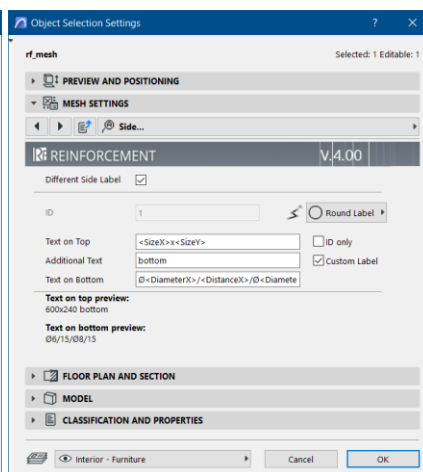 Object Selection Settings
rf_mesh Selected: 1 Editable: 1
PREVIEW AND POSITIONING
MESH SETTINGS
Side...
REINFORCEMENT V.4.00
Different Side Label
ID 1 Round Label
Text on Top <SizeX>x<SizeY> ID only
Additional Text bottom Custom Label
Text on Bottom Ø<DiameterX>/<DistanceX>/Ø<Diamete
Text on top preview:
600x240 bottom
Text on bottom preview:
Ø6/15/Ø8/15
FLOOR PLAN AND SECTION
MODEL
CLASSIFICATION AND PROPERTIES
Interior - Furniture Cancel OK